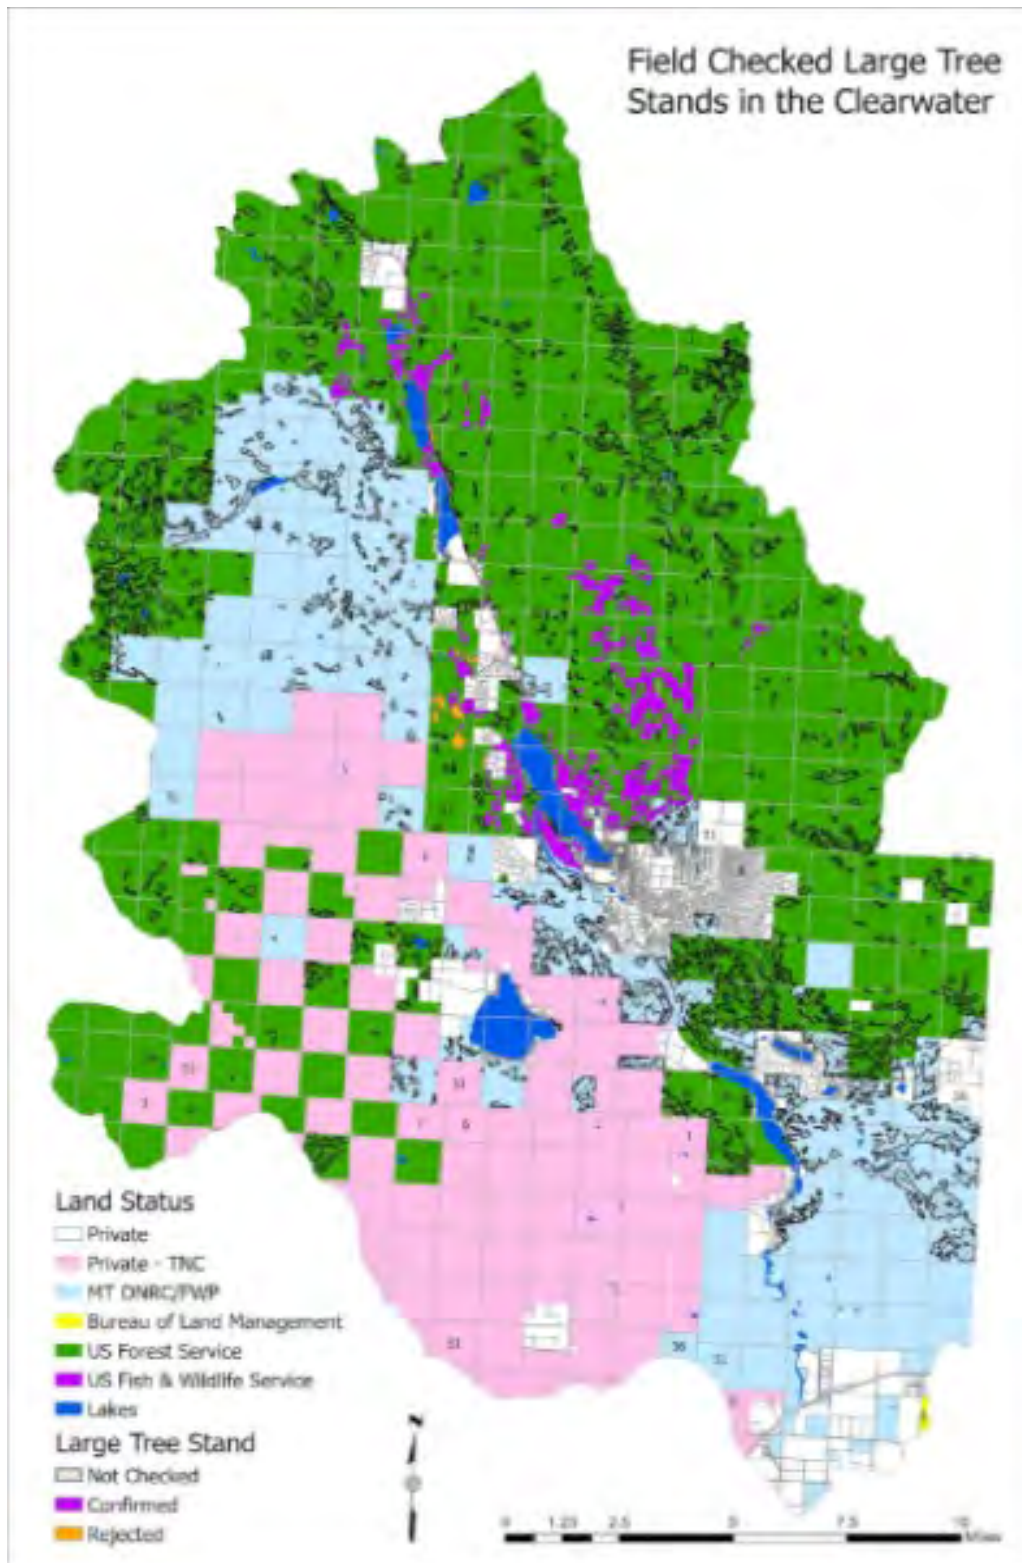 Field Checked Large Tree
Stands in the Clearwater
Land Status
Private
Private - TNC
MT DNRC/FWP
Bureau of Land Management
US Forest Service
US Fish & Wildlife Service
Lakes
Large Tree Stand
Not Checked
Confirmed
Rejected
N
0 1.25 2.5 5 7.5 10
Miles